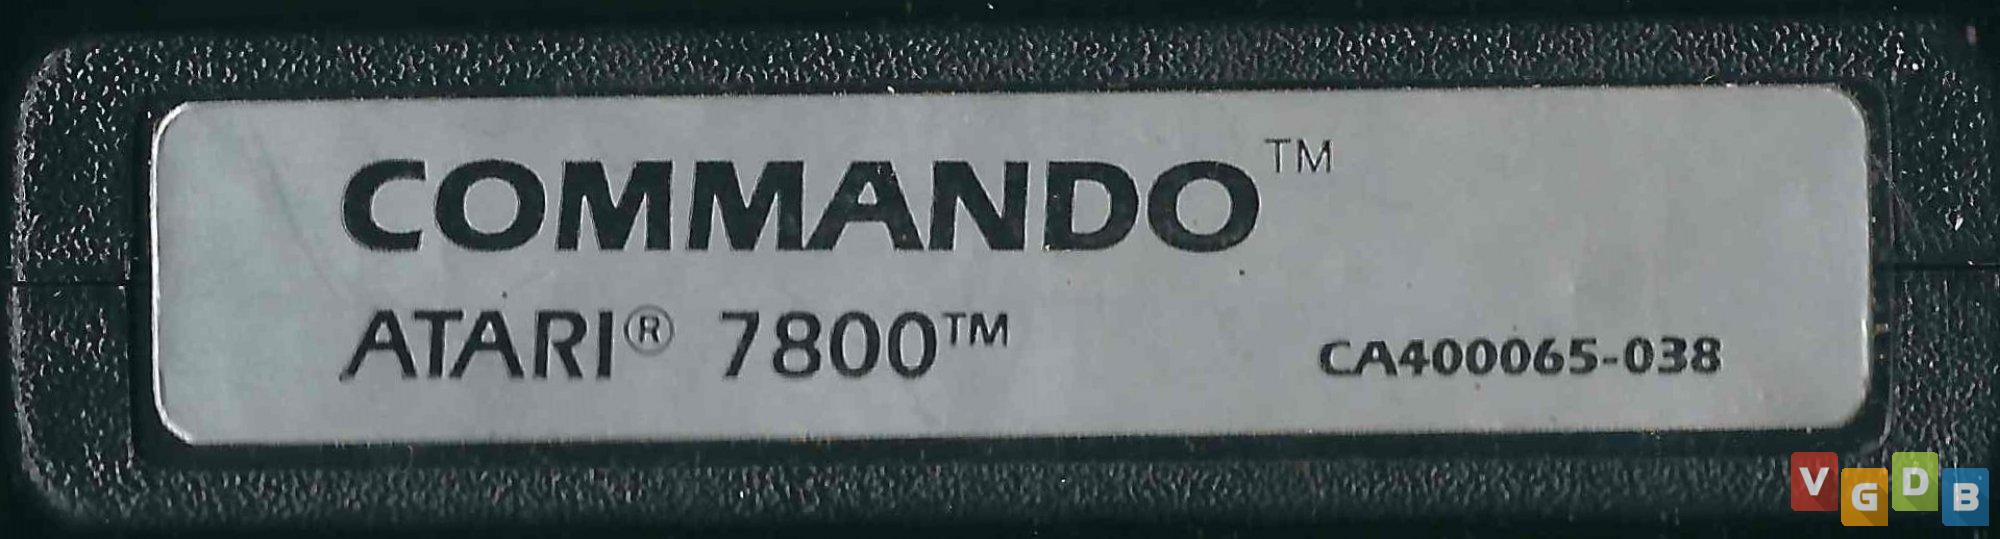 COMMANDO™
ATARI® 7800™
CA400065-038
VGDB